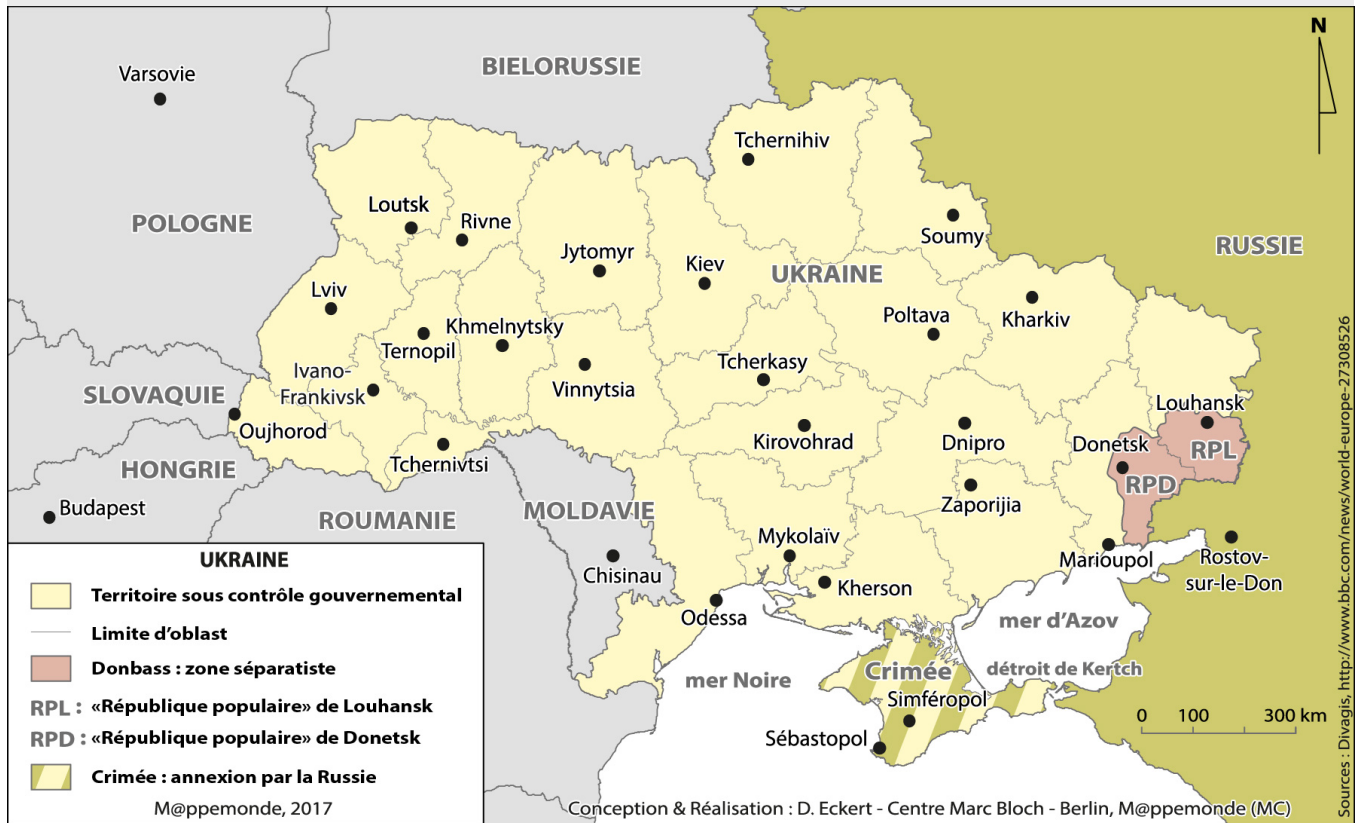 N
Varsovie
BIELORUSSIE
Tchernihiv
POLOGNE
Loutsk
Rivne
Soumy
RUSSIE
Jytomyr
Kiev
UKRAINE
Lviv
Poltava
Kharkiv
Khmelnytsky
Ternopil
Tcherkasy
Vinnytsia
Ivano-
Frankivsk
SLOVAQUIE
Oujhorod
Louhansk
Kirovohrad
Dnipro
Donetsk
RPL
HONGRIE
Tchernivtsi
RPD
Budapest
ROUMANIE
MOLDAVIE
Zaporijia
Mykolaïv
Marioupol
Rostov-
sur-le-Don
Chisinau
Kherson
Odessa
mer d'Azov
mer Noire
Crimée
détroit de Kertch
Simféropol
Sébastopol
0 100 300 km
UKRAINE
Territoire sous contrôle gouvernemental
Limite d'oblast
Donbass : zone séparatiste
RPL : «République populaire» de Louhansk
RPD : «République populaire» de Donetsk
Crimée : annexion par la Russie
M@ppemonde, 2017
Conception & Réalisation : D. Eckert - Centre Marc Bloch - Berlin, M@ppemonde (MC)
Sources : Divagis, http://www.bbc.com/news/world-europe-27308526